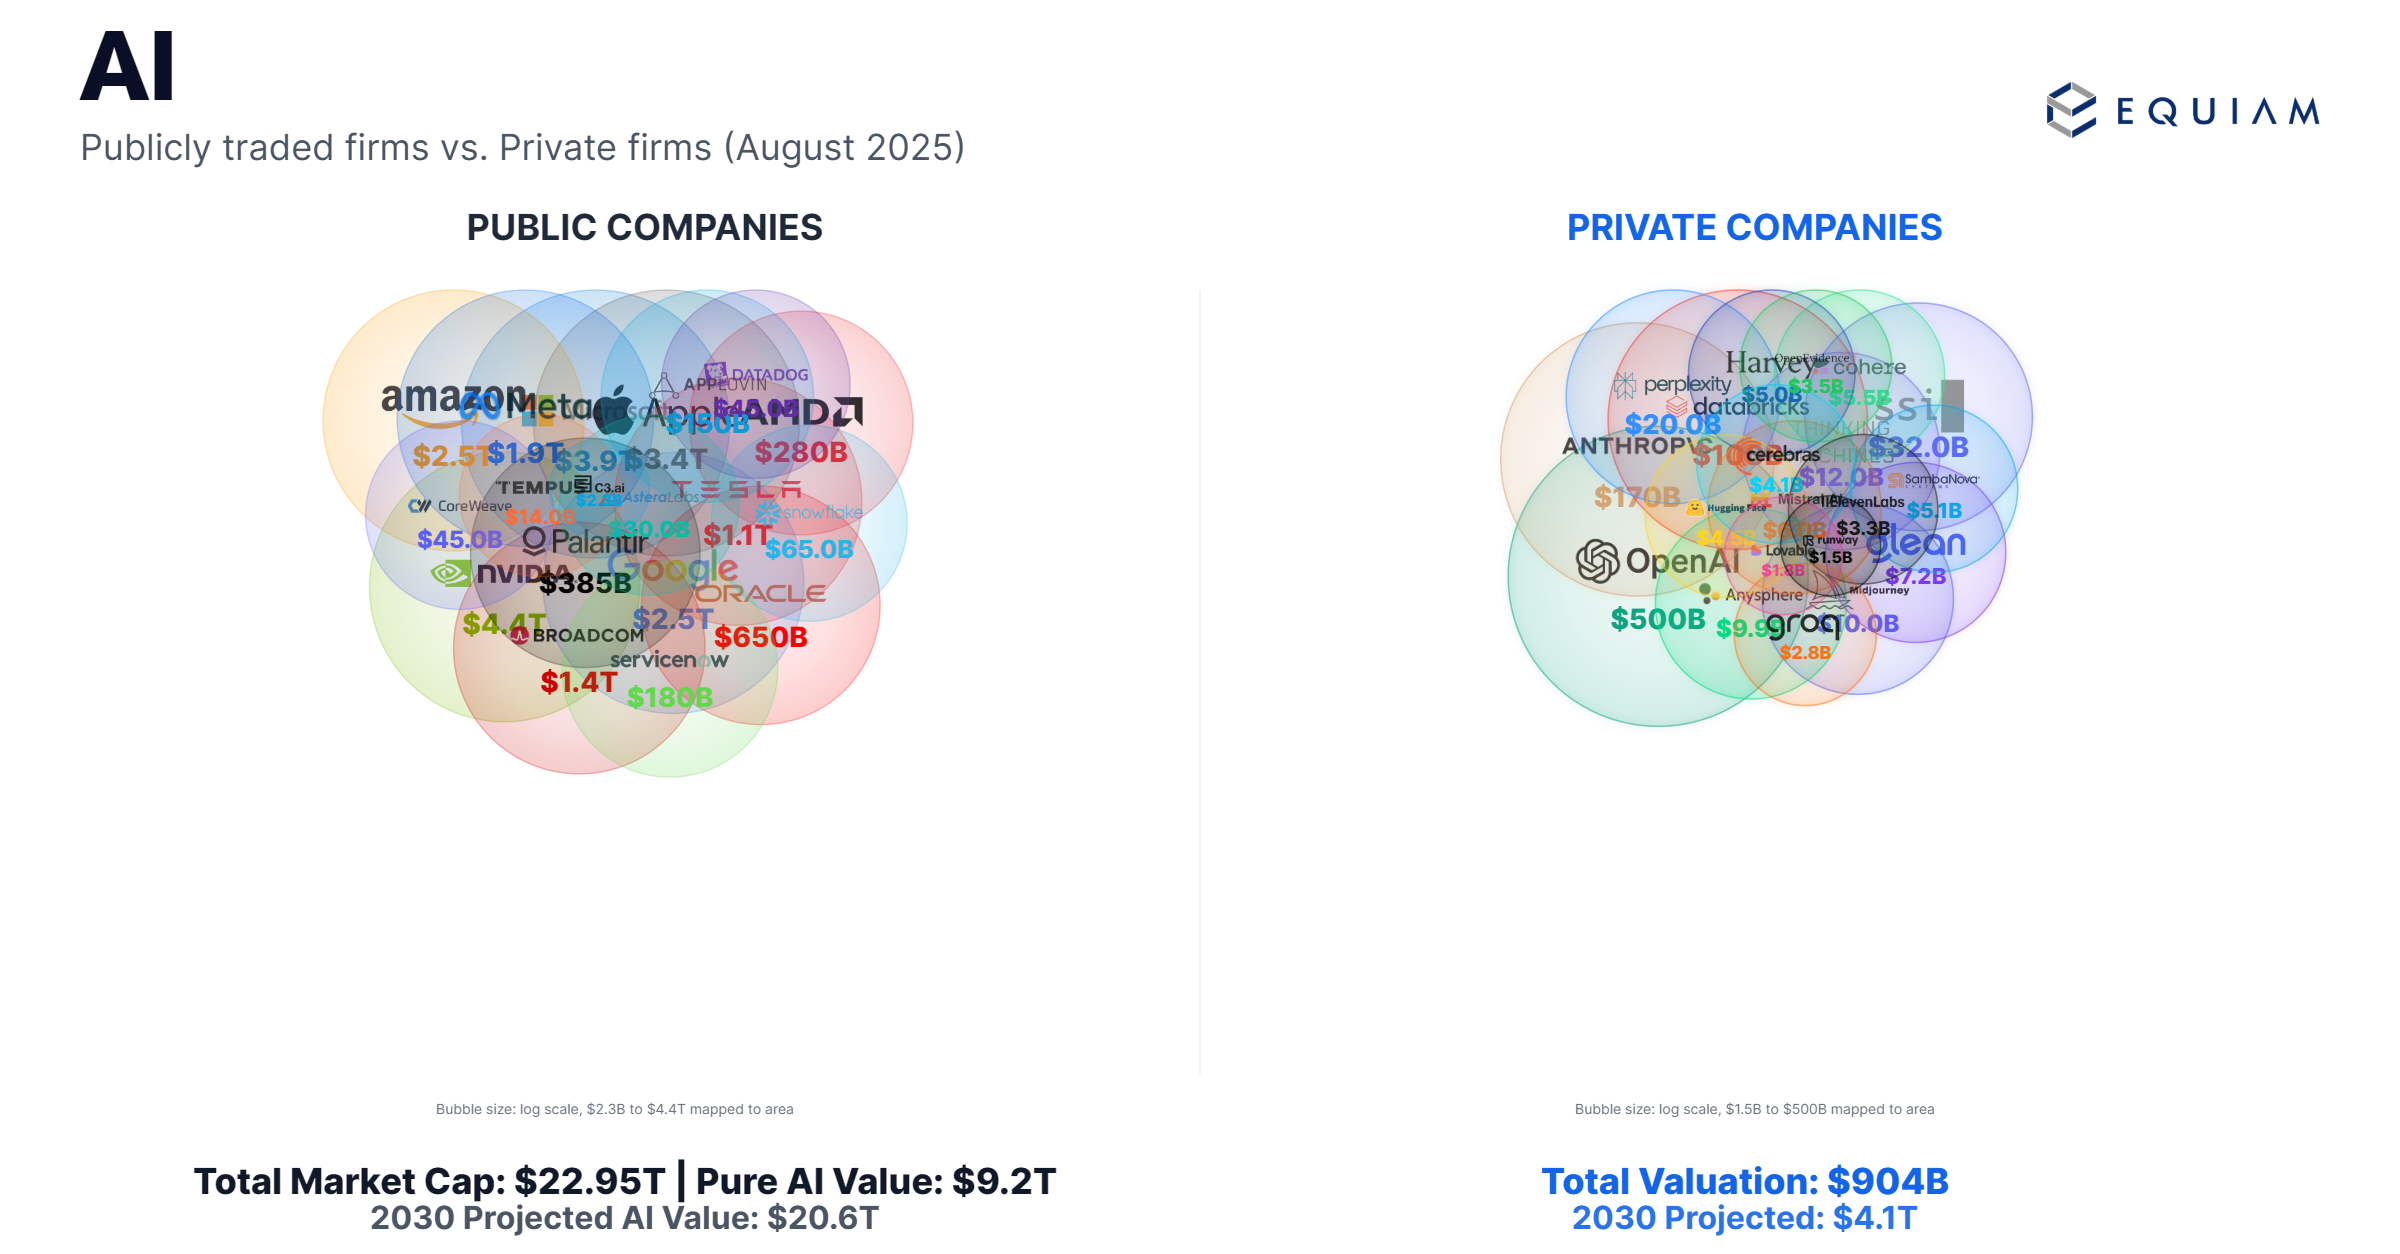 AI
Publicly traded firms vs. Private firms (August 2025)
EQUIAM
PUBLIC COMPANIES
amazon
$2.5T
Meta
$1.9T
Microsoft
$3.9T
Apple
$3.4T
APPLOVIN
$150B
DATADOG
$45.0B
AMD
$280B
CoreWeave
$45.0B
TEMPUS
$14.0B
C3.ai
$2.3B
AsteraLabs
$30.0B
TESLA
$1.1T
snowflake
$65.0B
NVIDIA
$4.4T
Palantir
$385B
Google
$2.5T
ORACLE
$650B
BROADCOM
$1.4T
servicenow
$180B
Bubble size: log scale, $2.3B to $4.4T mapped to area
Total Market Cap: $22.95T | Pure AI Value: $9.2T
2030 Projected AI Value: $20.6T
PRIVATE COMPANIES
perplexity
$20.0B
databricks
$100B
Harvey
$5.0B
OpenEvidence
$3.5B
cohere
$5.5B
ssi
$32.0B
ANTHROPIC
$170B
cerebras
$4.1B
THINKING
$12.0B
SambaNova
SYSTEMS
$5.1B
Hugging Face
Mistral AI
IIElevenLabs
$3.3B
OpenAI
$500B
Lovable
$1.8B
runway
$1.5B
glean
$7.2B
Anysphere
$9.9B
Midjourney
$10.0B
groq
$2.8B
Bubble size: log scale, $1.5B to $500B mapped to area
Total Valuation: $904B
2030 Projected: $4.1T